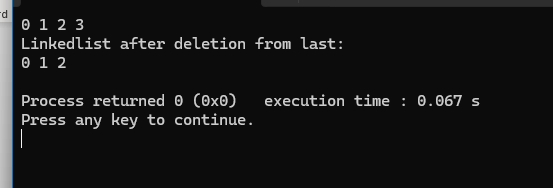 rd
0 1 2 3
Linkedlist after deletion from last:
0 1 2
Process returned 0 (0x0)   execution time : 0.067 s
Press any key to continue.